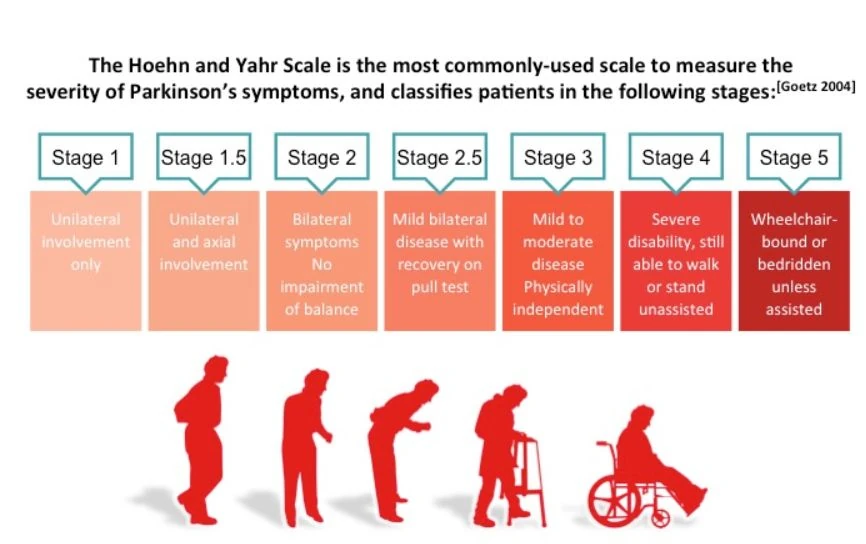 The Hoehn and Yahr Scale is the most commonly-used scale to measure the
severity of Parkinson’s symptoms, and classifies patients in the following stages:[Goetz 2004]
Stage 1
Unilateral
involvement
only
Stage 1.5
Unilateral
and axial
involvement
Stage 2
Bilateral
symptoms
No
impairment
of balance
Stage 2.5
Mild bilateral
disease with
recovery on
pull test
Stage 3
Mild to
moderate
disease
Physically
independent
Stage 4
Severe
disability, still
able to walk
or stand
unassisted
Stage 5
Wheelchair-
bound or
bedridden
unless
assisted